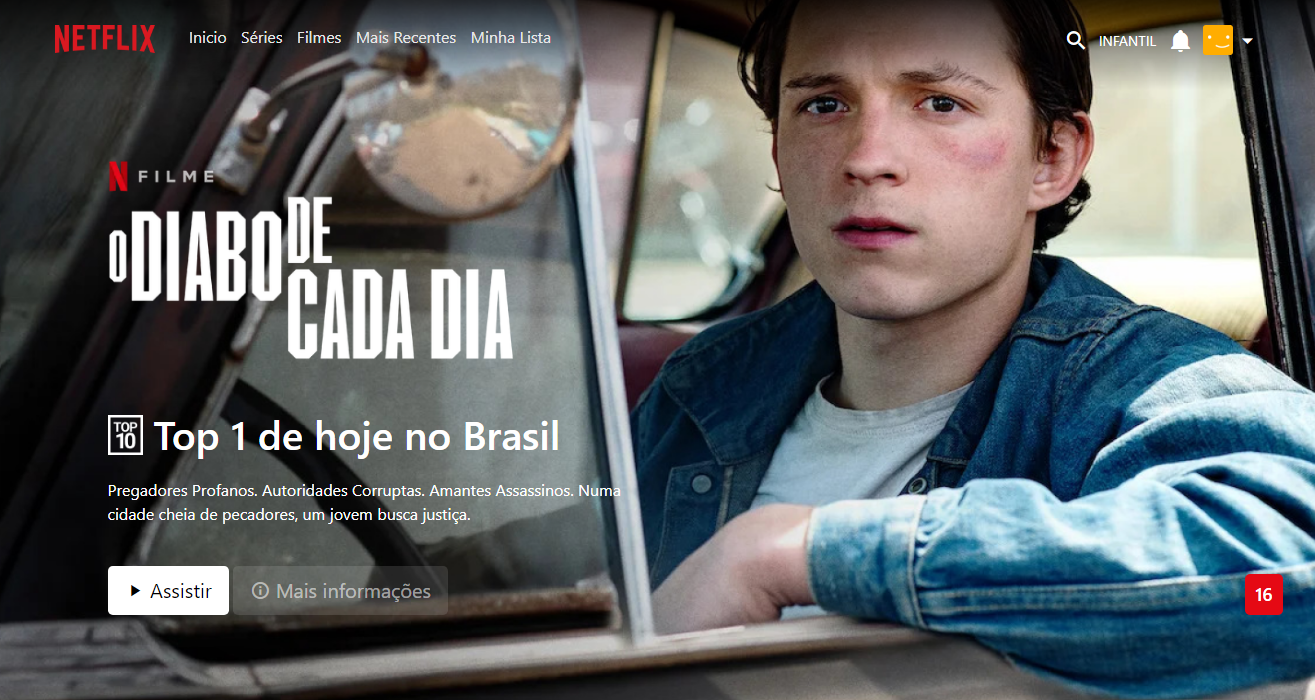 NETFLIX Inicio Séries Filmes Mais Recentes Minha Lista INFANTIL
N FILME
O DIABO DE
CADA DIA
TOP
10
Top 1 de hoje no Brasil
Pregadores Profanos. Autoridades Corruptas. Amantes Assassinos. Numa
cidade cheia de pecadores, um jovem busca justiça.
Assistir Mais informações
16